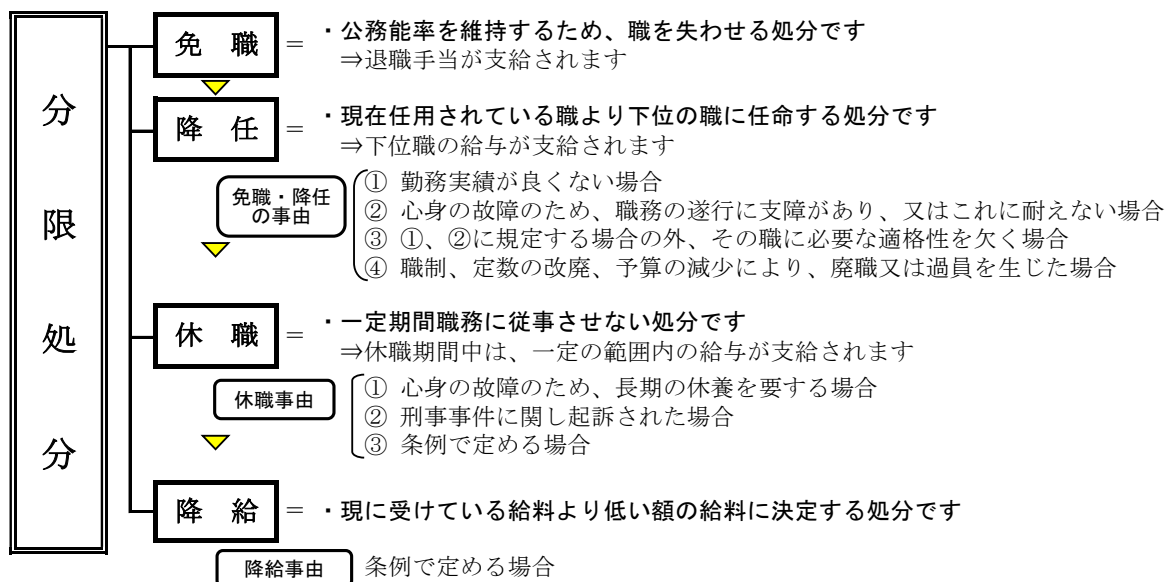 分限処分
免職 = ・公務能率を維持するため、職を失わせる処分です
⇒退職手当が支給されます
降任 = ・現在任用されている職より下位の職に任命する処分です
⇒下位職の給与が支給されます
免職・降任
の事由
① 勤務実績が良くない場合
② 心身の故障のため、職務の遂行に支障があり、又はこれに耐えない場合
③ ①、②に規定する場合の外、その職に必要な適格性を欠く場合
④ 職制、定数の改廃、予算の減少により、廃職又は過員を生じた場合
休職 = ・一定期間職務に従事させない処分です
⇒休職期間中は、一定の範囲内の給与が支給されます
休職事由
① 心身の故障のため、長期の休養を要する場合
② 刑事事件に関し起訴された場合
③ 条例で定める場合
降給 = ・現に受けている給料より低い額の給料に決定する処分です
降給事由 条例で定める場合